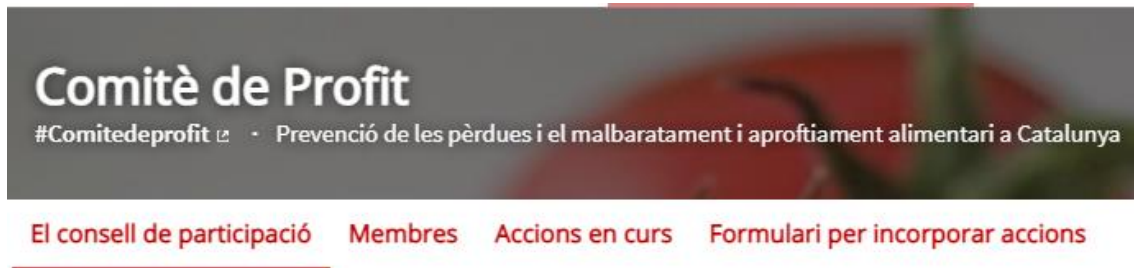 Comitè de Profit
#Comitedeprofit · Prevenció de les pèrdues i el malbaratament i aproftiament alimentari a Catalunya
El consell de participació Membres Accions en curs Formulari per incorporar accions